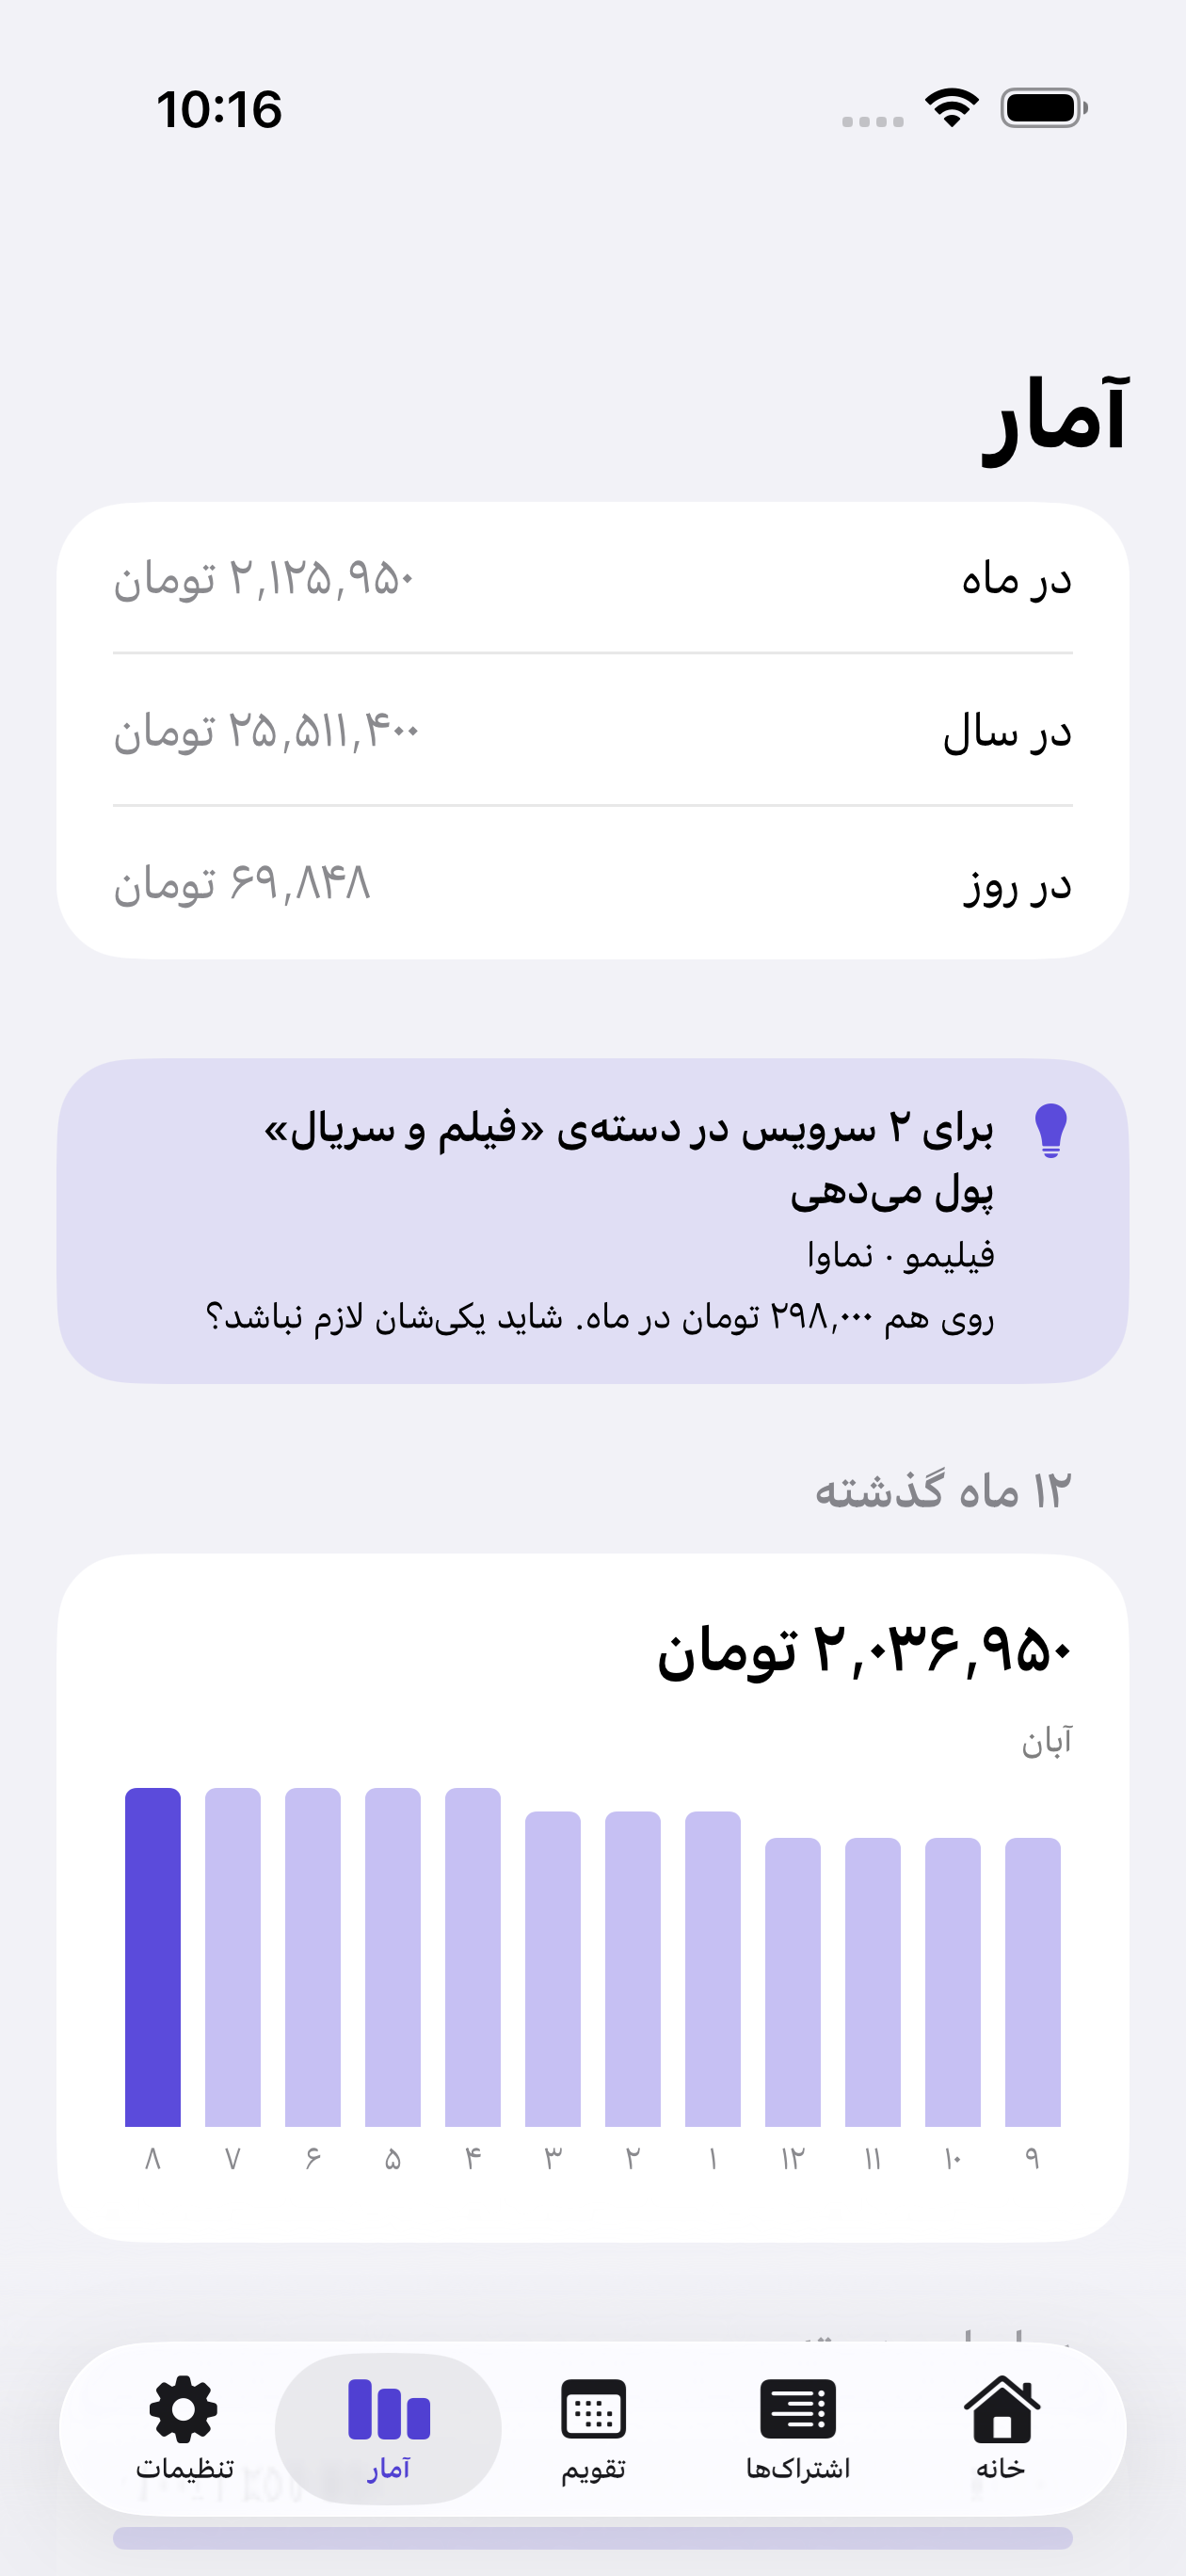 10:16
آمار
در ماه ۲,۱۲۵,۹۵۰ تومان
در سال ۲۵,۵۱۱,۴۰۰ تومان
در روز ۶۹,۸۴۸ تومان
برای ۲ سرویس در دسته‌ی «فیلم و سریال»
پول می‌دهی
فیلیمو · نماوا
روی هم ۲۹۸,۰۰۰ تومان در ماه. شاید یکی‌شان لازم نباشد؟
۱۲ ماه گذشته
۲,۰۳۶,۹۵۰ تومان
آبان
۹ ۱۰ ۱۱ ۱۲ ۱ ۲ ۳ ۴ ۵ ۶ ۷ ۸
خانه اشتراک‌ها تقویم آمار تنظیمات